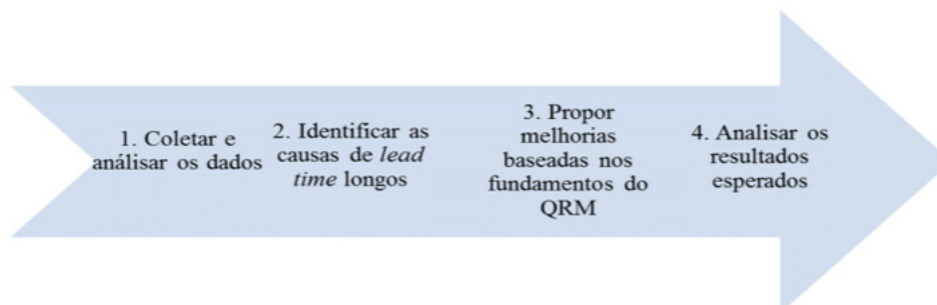 1. Coletar e
análisar os dados
2. Identificar as
causas de lead
time longos
3. Propor
melhorias
baseadas nos
fundamentos do
QRM
4. Analisar os
resultados
esperados